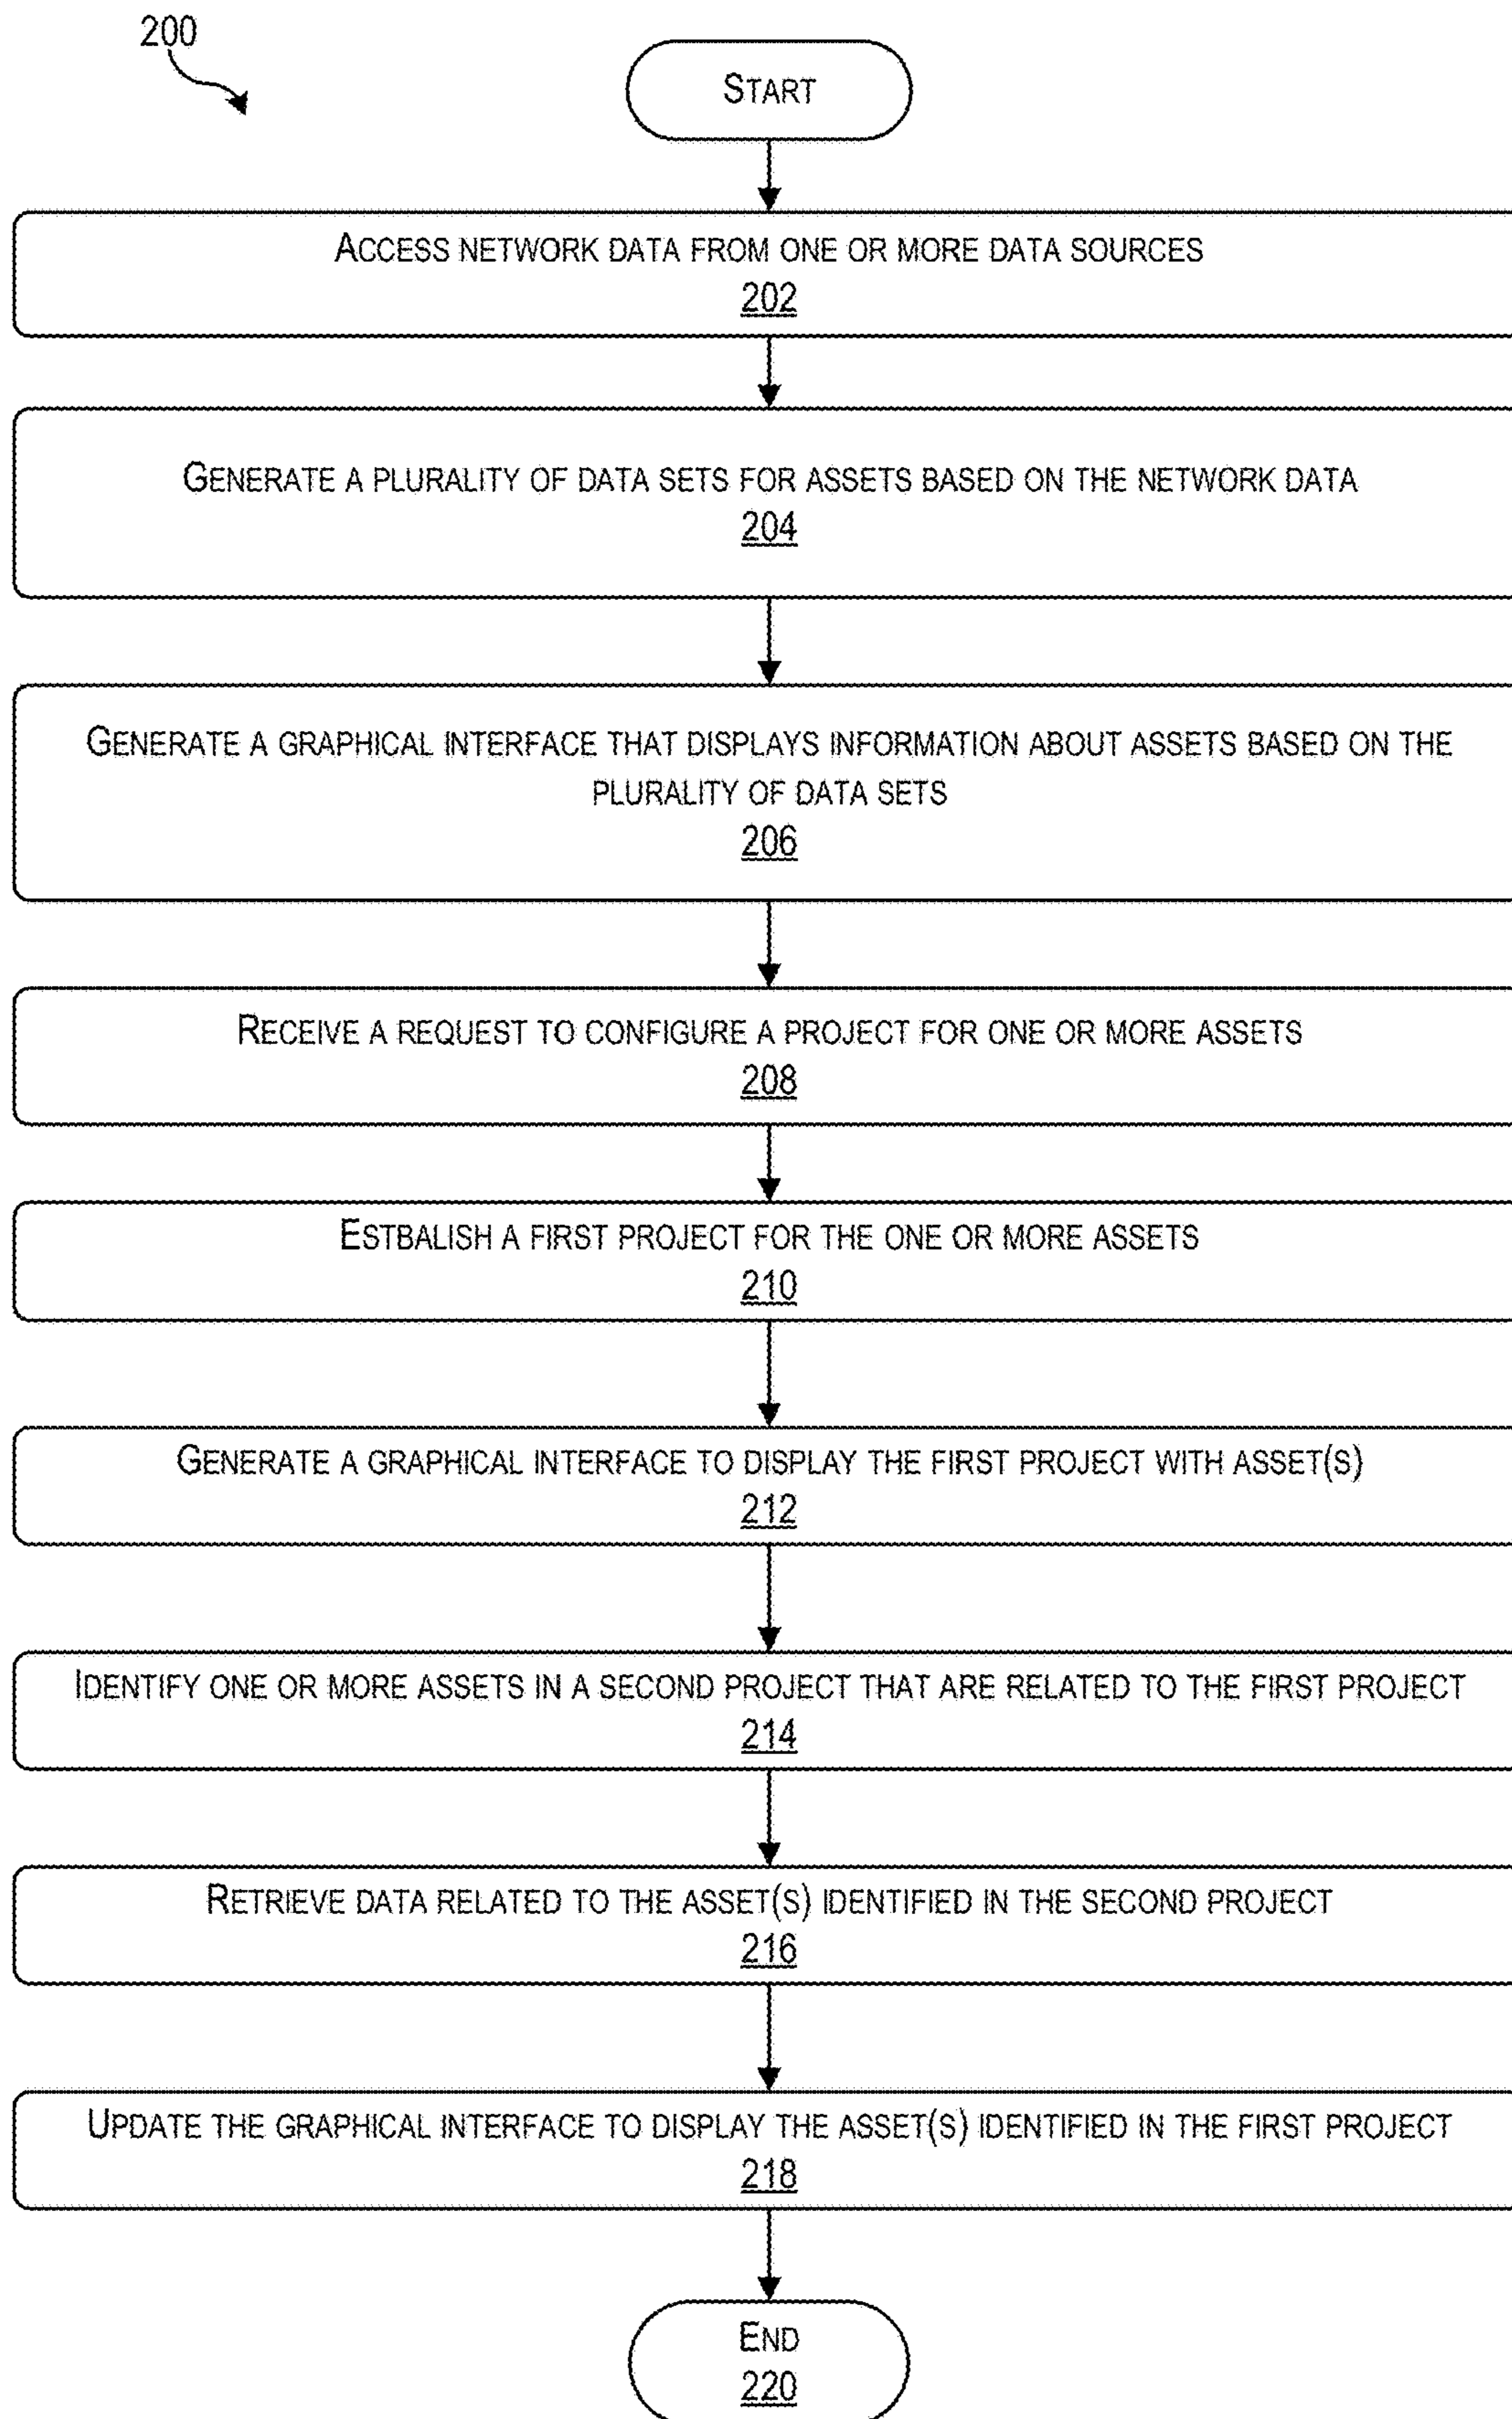 200
START
ACCESS NETWORK DATA FROM ONE OR MORE DATA SOURCES
202
GENERATE A PLURALITY OF DATA SETS FOR ASSETS BASED ON THE NETWORK DATA
204
GENERATE A GRAPHICAL INTERFACE THAT DISPLAYS INFORMATION ABOUT ASSETS BASED ON THE
PLURALITY OF DATA SETS
206
RECEIVE A REQUEST TO CONFIGURE A PROJECT FOR ONE OR MORE ASSETS
208
ESTBALISH A FIRST PROJECT FOR THE ONE OR MORE ASSETS
210
GENERATE A GRAPHICAL INTERFACE TO DISPLAY THE FIRST PROJECT WITH ASSET(S)
212
IDENTIFY ONE OR MORE ASSETS IN A SECOND PROJECT THAT ARE RELATED TO THE FIRST PROJECT
214
RETRIEVE DATA RELATED TO THE ASSET(S) IDENTIFIED IN THE SECOND PROJECT
216
UPDATE THE GRAPHICAL INTERFACE TO DISPLAY THE ASSET(S) IDENTIFIED IN THE FIRST PROJECT
218
END
220